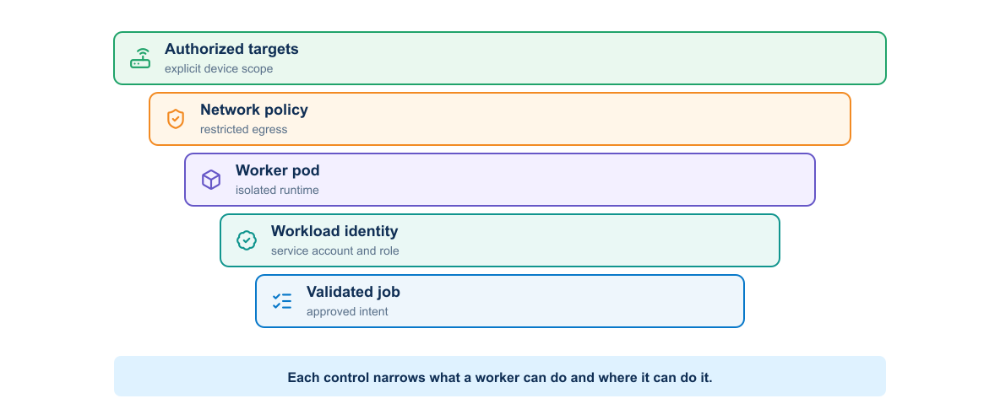 Authorized targets
explicit device scope
Network policy
restricted egress
Worker pod
isolated runtime
Workload identity
service account and role
Validated job
approved intent
Each control narrows what a worker can do and where it can do it.